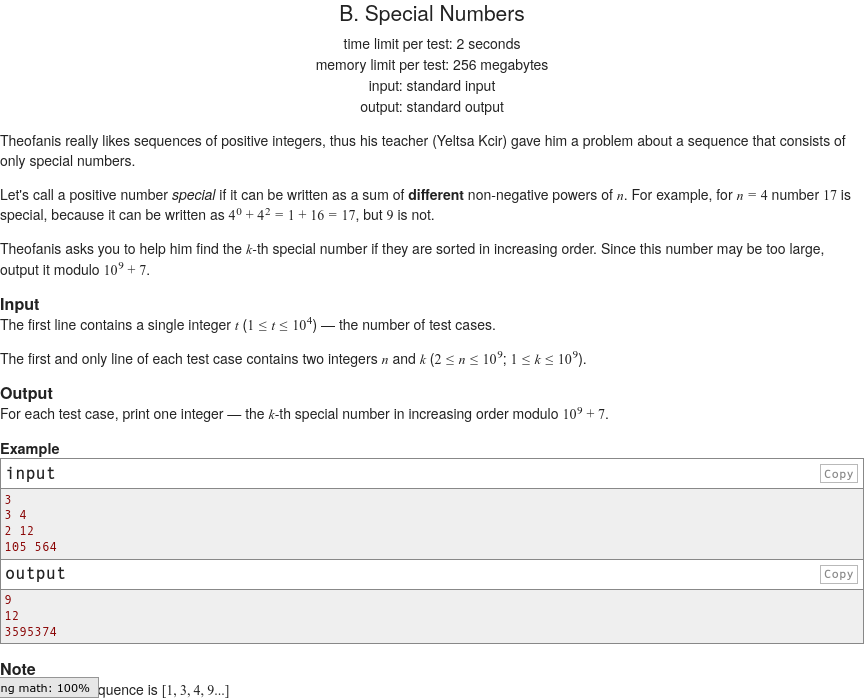 B. Special Numbers
time limit per test: 2 seconds
memory limit per test: 256 megabytes
input: standard input
output: standard output
Theofanis really likes sequences of positive integers, thus his teacher (Yeltsa Kcir) gave him a problem about a sequence that consists of
only special numbers.
Let's call a positive number special if it can be written as a sum of different non-negative powers of n. For example, for n = 4 number 17 is
special, because it can be written as 4^0 + 4^2 = 1 + 16 = 17, but 9 is not.
Theofanis asks you to help him find the k-th special number if they are sorted in increasing order. Since this number may be too large,
output it modulo 10^9 + 7.
Input
The first line contains a single integer t (1 ≤ t ≤ 10^4) — the number of test cases.
The first and only line of each test case contains two integers n and k (2 ≤ n ≤ 10^9; 1 ≤ k ≤ 10^9).
Output
For each test case, print one integer — the k-th special number in increasing order modulo 10^9 + 7.
Example
input
Copy
3
3 4
2 12
105 564
output
Copy
9
12
3595374
Note
ng math: 100%
quence is [1, 3, 4, 9...]